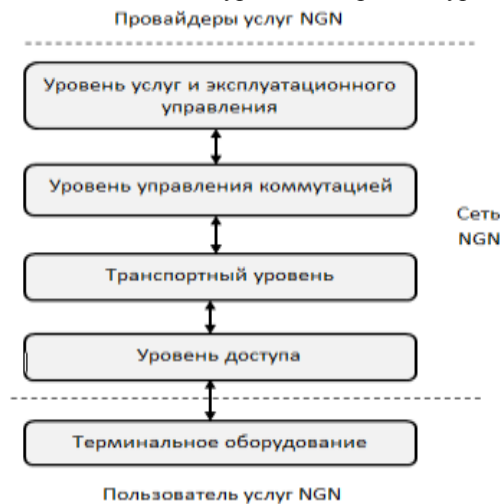 Провайдеры услуг NGN
Уровень услуг и эксплуатационного
управления
Уровень управления коммутацией
Сеть
NGN
Транспортный уровень
Уровень доступа
Терминальное оборудование
Пользователь услуг NGN